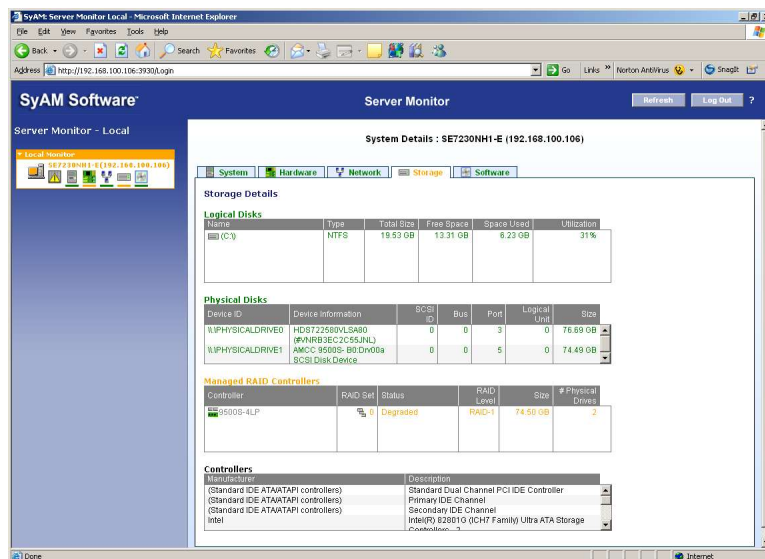 SyAM: Server Monitor Local - Microsoft Internet Explorer
File Edit View Favorites Tools Help
Back Search Favorites
Address http://192.168.100.106:3930/Login Go Links » Norton AntiVirus SnagIt
SyAM Software Server Monitor Refresh Log Out ?
Server Monitor - Local
System Details : SE7230NH1-E (192.168.100.106)
Local Monitor
SE7230NH1-E(192.168.100.106)
System Hardware Network Storage Software
Storage Details
Logical Disks
Name Type Total Size Free Space Space Used Utilization
(C:\) NTFS 19.53 GB 13.31 GB 6.23 GB 31%
Physical Disks
Device ID Device Information SCSI ID Bus Port Logical Unit Size
\\.\PHYSICALDRIVE0 HDS722580VLSA80 0 0 3 0 76.69 GB
(#VNRB3EC2C55JNL)
\\.\PHYSICALDRIVE1 AMCC 9500S- B0:Drv00a 0 0 5 0 74.49 GB
SCSI Disk Device
Managed RAID Controllers
Controller RAID Set Status RAID Level Size # Physical Drives
9500S-4LP 0 Degraded RAID-1 74.50 GB 2
Controllers
Manufacturer Description
(Standard IDE ATA/ATAPI controllers) Standard Dual Channel PCI IDE Controller
(Standard IDE ATA/ATAPI controllers) Primary IDE Channel
(Standard IDE ATA/ATAPI controllers) Secondary IDE Channel
Intel Intel(R) 82801G (ICH7 Family) Ultra ATA Storage
Controllers
Done Internet